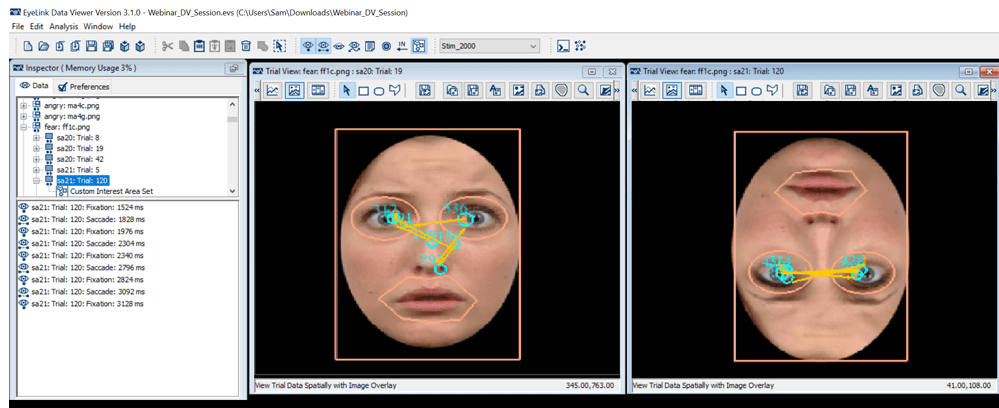 EyeLink Data Viewer Version 3.1.0 - Webinar_DV_Session.evs (C:\Users\Sam\Downloads\Webinar_DV_Session)
File Edit Analysis Window Help
IN
Stim_2000
Inspector ( Memory Usage 3% )
Data Preferences
angry: ma4c.png
angry: ma4g.png
fear: ff1c.png
sa20: Trial: 8
sa20: Trial: 19
sa20: Trial: 42
sa21: Trial: 5
sa21: Trial: 120
Custom Interest Area Set
sa21: Trial: 120: Fixation: 1524 ms
sa21: Trial: 120: Saccade: 1828 ms
sa21: Trial: 120: Fixation: 1976 ms
sa21: Trial: 120: Saccade: 2304 ms
sa21: Trial: 120: Fixation: 2340 ms
sa21: Trial: 120: Saccade: 2796 ms
sa21: Trial: 120: Fixation: 2824 ms
sa21: Trial: 120: Saccade: 3092 ms
sa21: Trial: 120: Fixation: 3128 ms
Trial View: fear: ff1c.png : sa20: Trial: 19
View Trial Data Spatially with Image Overlay 345.00,763.00
Trial View: fear: ff1c.png : sa21: Trial: 120
View Trial Data Spatially with Image Overlay 41.00,108.00